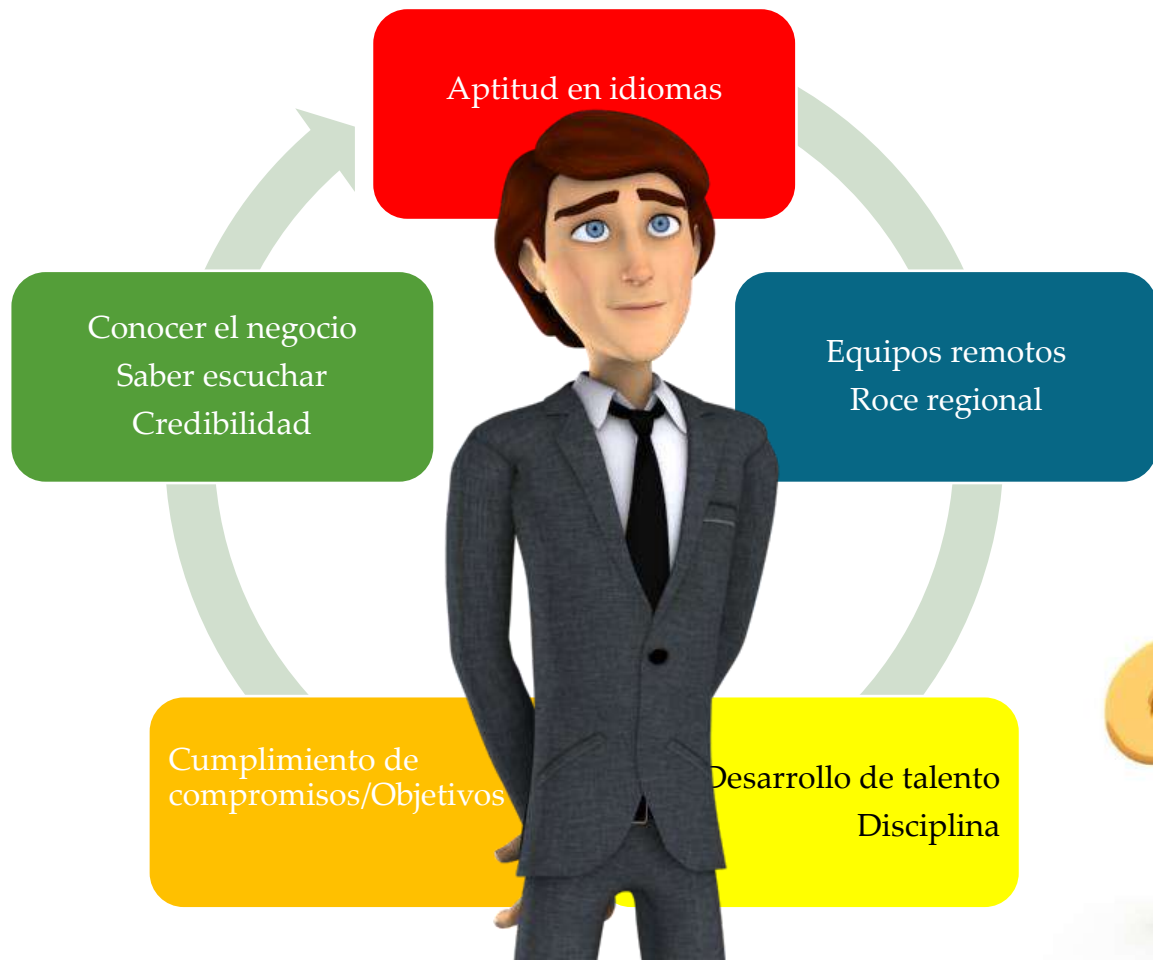 Aptitud en idiomas
Equipos remotos
Roce regional
Desarrollo de talento
Disciplina
Cumplimiento de
compromisos/Objetivos
Conocer el negocio
Saber escuchar
Credibilidad